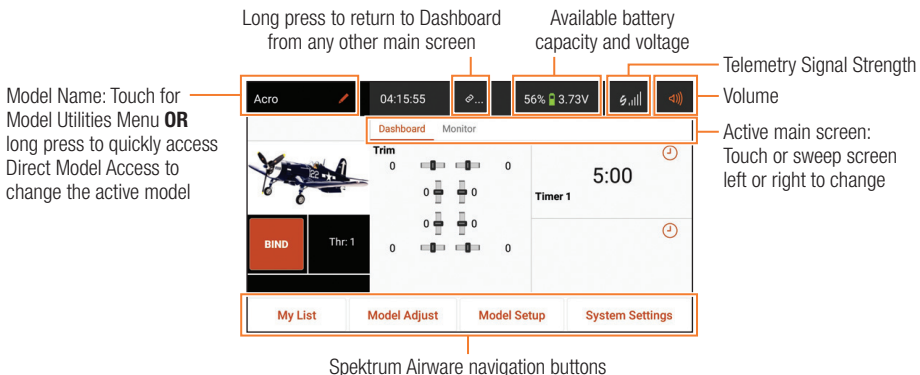 Long press to return to Dashboard
from any other main screen
Available battery
capacity and voltage
Telemetry Signal Strength
Volume
Active main screen:
Touch or sweep screen
left or right to change
Model Name: Touch for
Model Utilities Menu OR
long press to quickly access
Direct Model Access to
change the active model
Acro
04:15:55
...
56% 3.73V
Dashboard Monitor
Trim
0 0
0 0
0 0
0 0
5:00
Timer 1
BIND
Thr: 1
My List Model Adjust Model Setup System Settings
Spektrum Airware navigation buttons